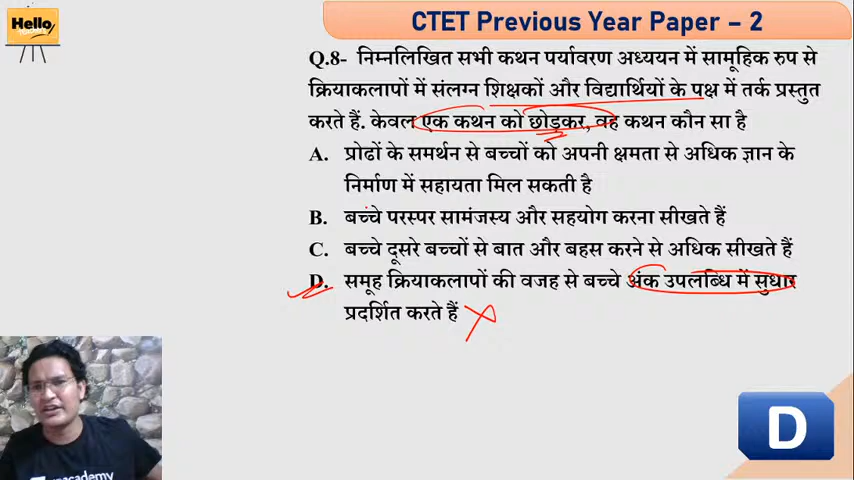 Hello
CTET Previous Year Paper – 2
Q.8- निम्नलिखित सभी कथन पर्यावरण अध्ययन में सामूहिक रुप से
क्रियाकलापों में संलग्न शिक्षकों और विद्यार्थियों के पक्ष में तर्क प्रस्तुत
करते हैं. केवल एक कथन को छोड़कर, वह कथन कौन सा है
A. प्रोढों के समर्थन से बच्चों को अपनी क्षमता से अधिक ज्ञान के
निर्माण में सहायता मिल सकती है
B. बच्चे परस्पर सामंजस्य और सहयोग करना सीखते हैं
C. बच्चे दूसरे बच्चों से बात और बहस करने से अधिक सीखते हैं
D. समूह क्रियाकलापों की वजह से बच्चे अंक उपलब्धि में सुधार
प्रदर्शित करते हैं
D